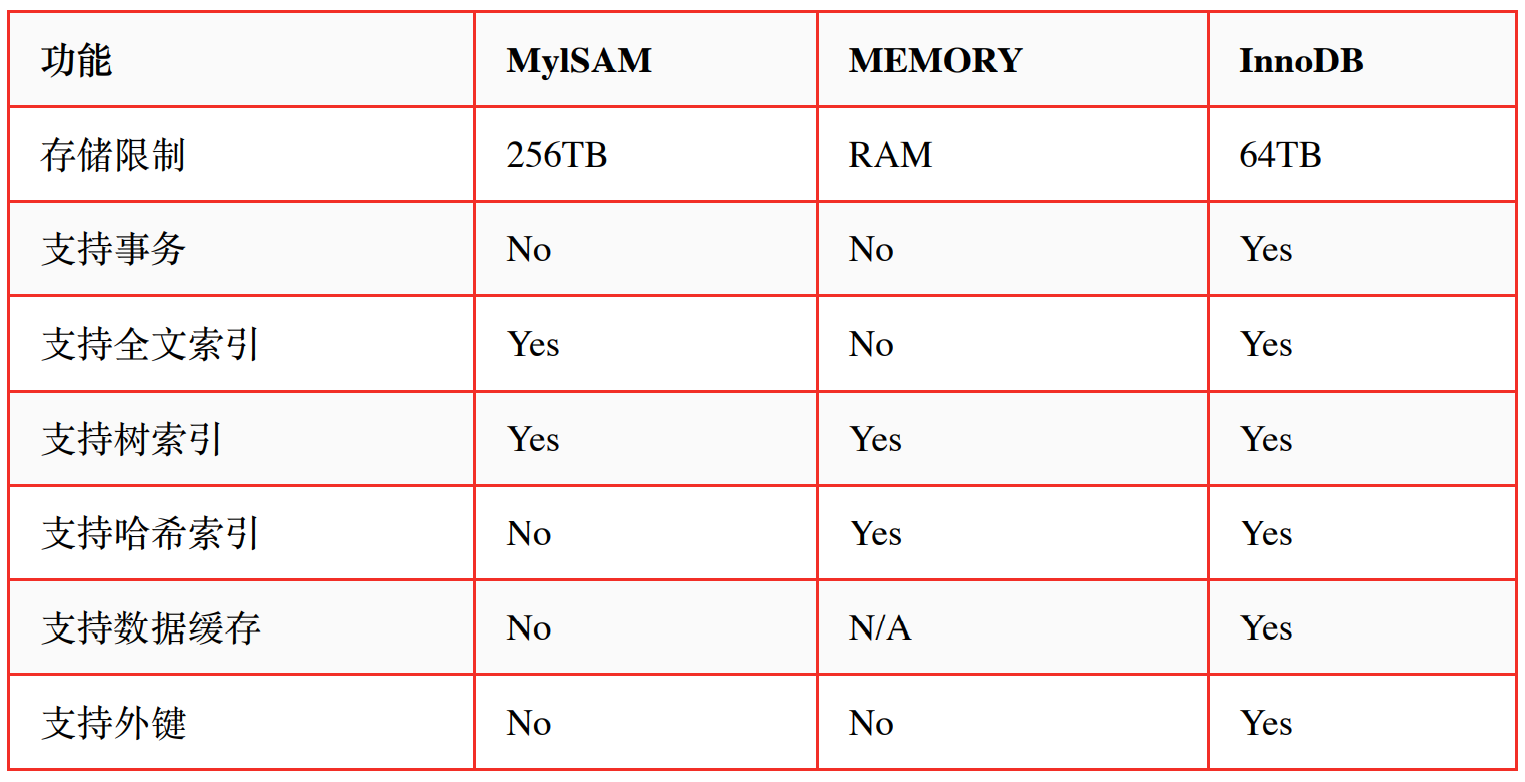 功能 MylSAM MEMORY InnoDB
存储限制 256TB RAM 64TB
支持事务 No No Yes
支持全文索引 Yes No Yes
支持树索引 Yes Yes Yes
支持哈希索引 No Yes Yes
支持数据缓存 No N/A Yes
支持外键 No No Yes